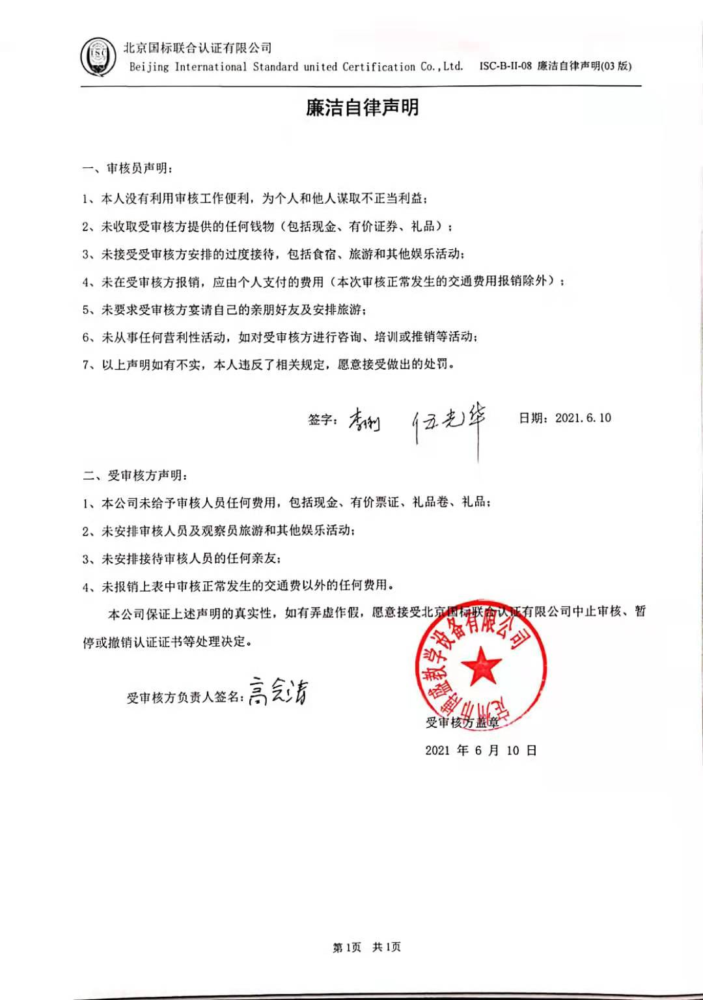 ISC
北京国标联合认证有限公司
Beijing International Standard united Certification Co.,Ltd. ISC-B-II-08 廉洁自律声明(03 版)
廉洁自律声明
一、审核员声明:
1、本人没有利用审核工作便利，为个人和他人谋取不正当利益;
2、未收取受审核方提供的任何钱物（包括现金、有价证券、礼品）;
3、未接受受审核方安排的过度接待，包括食宿、旅游和其他娱乐活动;
4、未在受审核方报销，应由个人支付的费用（本次审核正常发生的交通费用报销除外）;
5、未要求受审核方宴请自己的亲朋好友及安排旅游;
6、未从事任何营利性活动，如对受审核方进行咨询、培训或推销等活动;
7、以上声明如有不实，本人违反了相关规定，愿意接受做出的处罚。
签字: 李俐 伍光华 日期: 2021.6.10
二、受审核方声明:
1、本公司未给予审核人员任何费用，包括现金、有价票证、礼品卷、礼品;
2、未安排审核人员及观察员旅游和其他娱乐活动;
3、未安排接待审核人员的任何亲友;
4、未报销上表中审核正常发生的交通费以外的任何费用。
本公司保证上述声明的真实性，如有弄虚作假，愿意接受北京国标联合认证有限公司中止审核、暂
停或撤销认证证书等处理决定。
定州市博盛教学设备有限公司
受审核方负责人签名: 高会清
受审核方盖章
2021 年 6 月 10 日
第 1页 共 1页